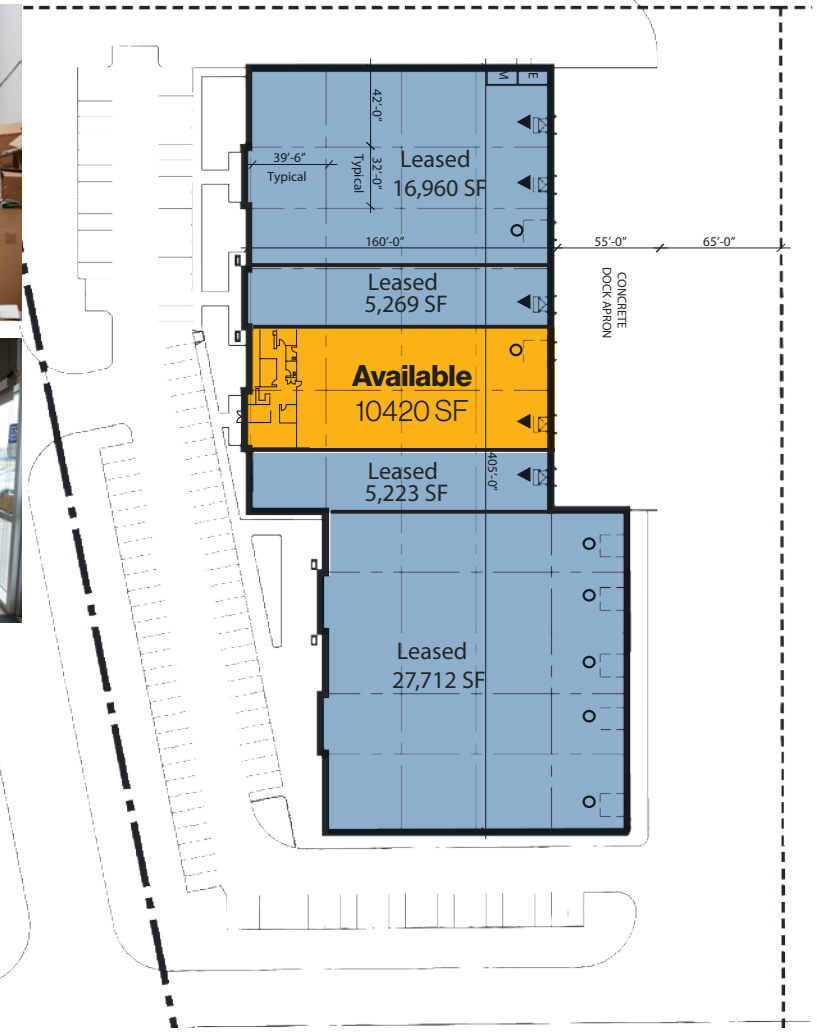 M
E
42'-0"
39'-6"
Typical
32'-0"
Typical
Leased
16,960 SF
160'-0"
55'-0"
65'-0"
Leased
5,269 SF
CONCRETE
DOCK APRON
Available
10420 SF
Leased
5,223 SF
405'-0"
Leased
27,712 SF